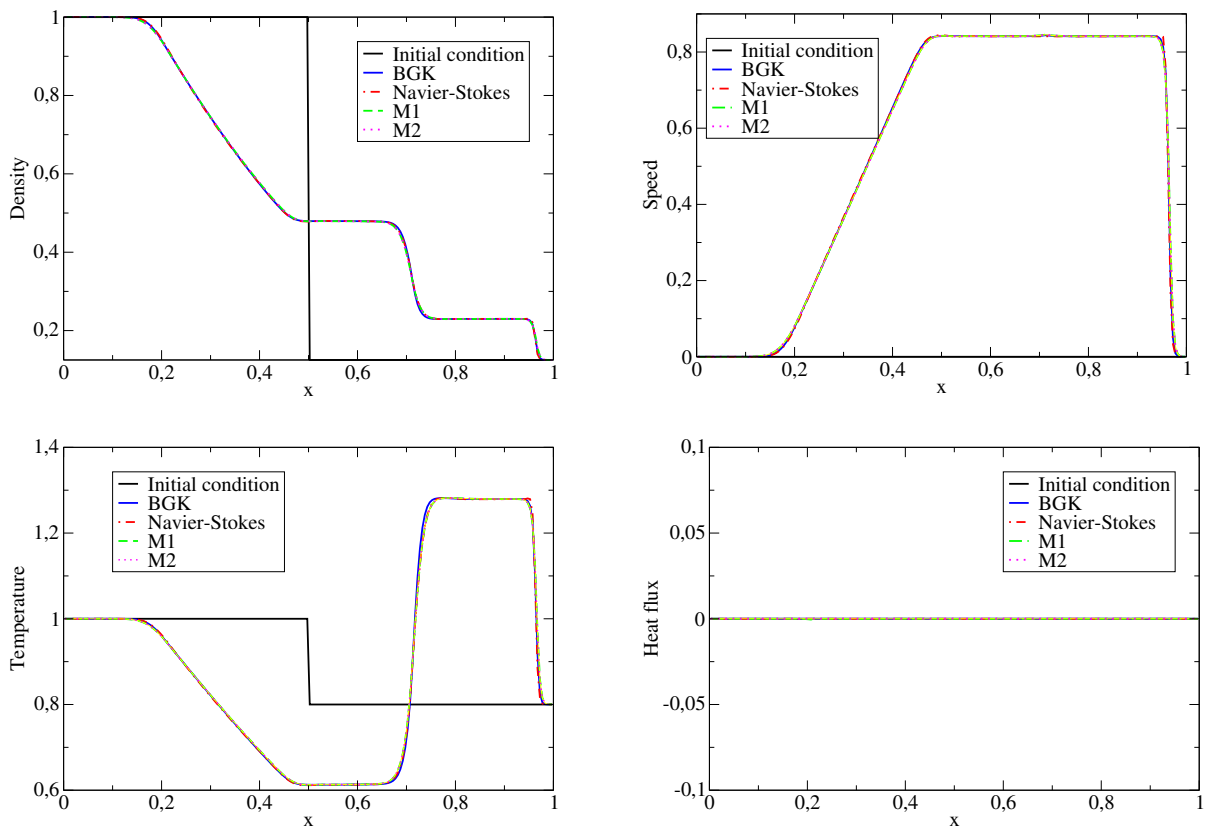 1
0,8
0,6
0,4
0,2
Density
Initial condition
BGK
Navier-Stokes
M1
M2
0 0,2 0,4 0,6 0,8 1
x
0,8
0,6
0,4
0,2
0
Speed
Initial condition
BGK
Navier-Stokes
M1
M2
0 0,2 0,4 0,6 0,8 1
x
1,4
1,2
1
0,8
0,6
Temperature
Initial condition
BGK
Navier-Stokes
M1
M2
0 0,2 0,4 0,6 0,8 1
x
0,1
0,05
0
-0,05
-0,1
Heat flux
Initial condition
BGK
Navier-Stokes
M1
M2
0 0,2 0,4 0,6 0,8 1
x